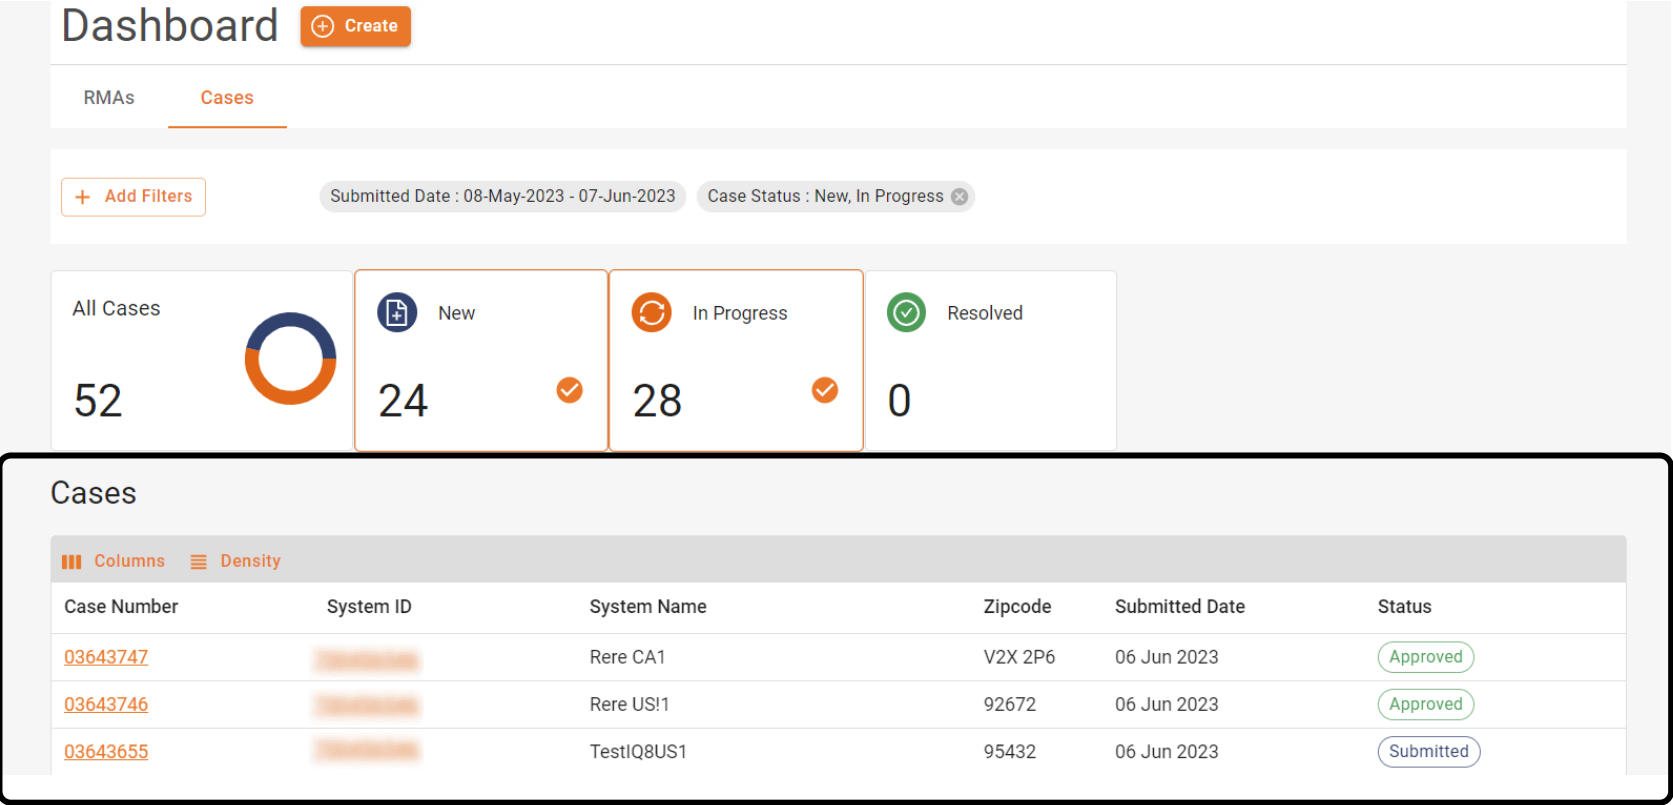 Dashboard Create
RMAs Cases
Add Filters Submitted Date : 08-May-2023 - 07-Jun-2023 Case Status : New, In Progress
All Cases New In Progress Resolved
52 24 28 0
Cases
Columns Density
Case Number System ID System Name Zipcode Submitted Date Status
03643747 Rere CA1 V2X 2P6 06 Jun 2023 Approved
03643746 Rere US!1 92672 06 Jun 2023 Approved
03643655 TestIQ8US1 95432 06 Jun 2023 Submitted